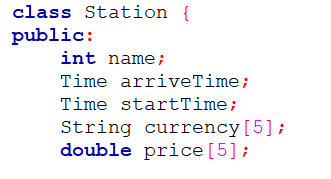 class Station {
public:
    int name;
    Time arriveTime;
    Time startTime;
    String currency[5];
    double price[5];